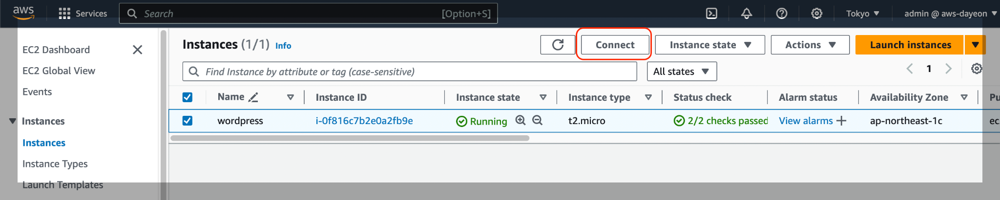 aws
Services
Search
[Option+S]
Tokyo
admin @ aws-dayeon
EC2 Dashboard
EC2 Global View
Events
Instances
Instances
Instance Types
Launch Templates
Instances (1/1) Info
Connect
Instance state
Actions
Launch instances
Find Instance by attribute or tag (case-sensitive)
All states
1
Name Instance ID Instance state Instance type Status check Alarm status Availability Zone Pu
wordpress i-0f816c7b2e0a2fb9e Running t2.micro 2/2 checks passed View alarms ap-northeast-1c ec